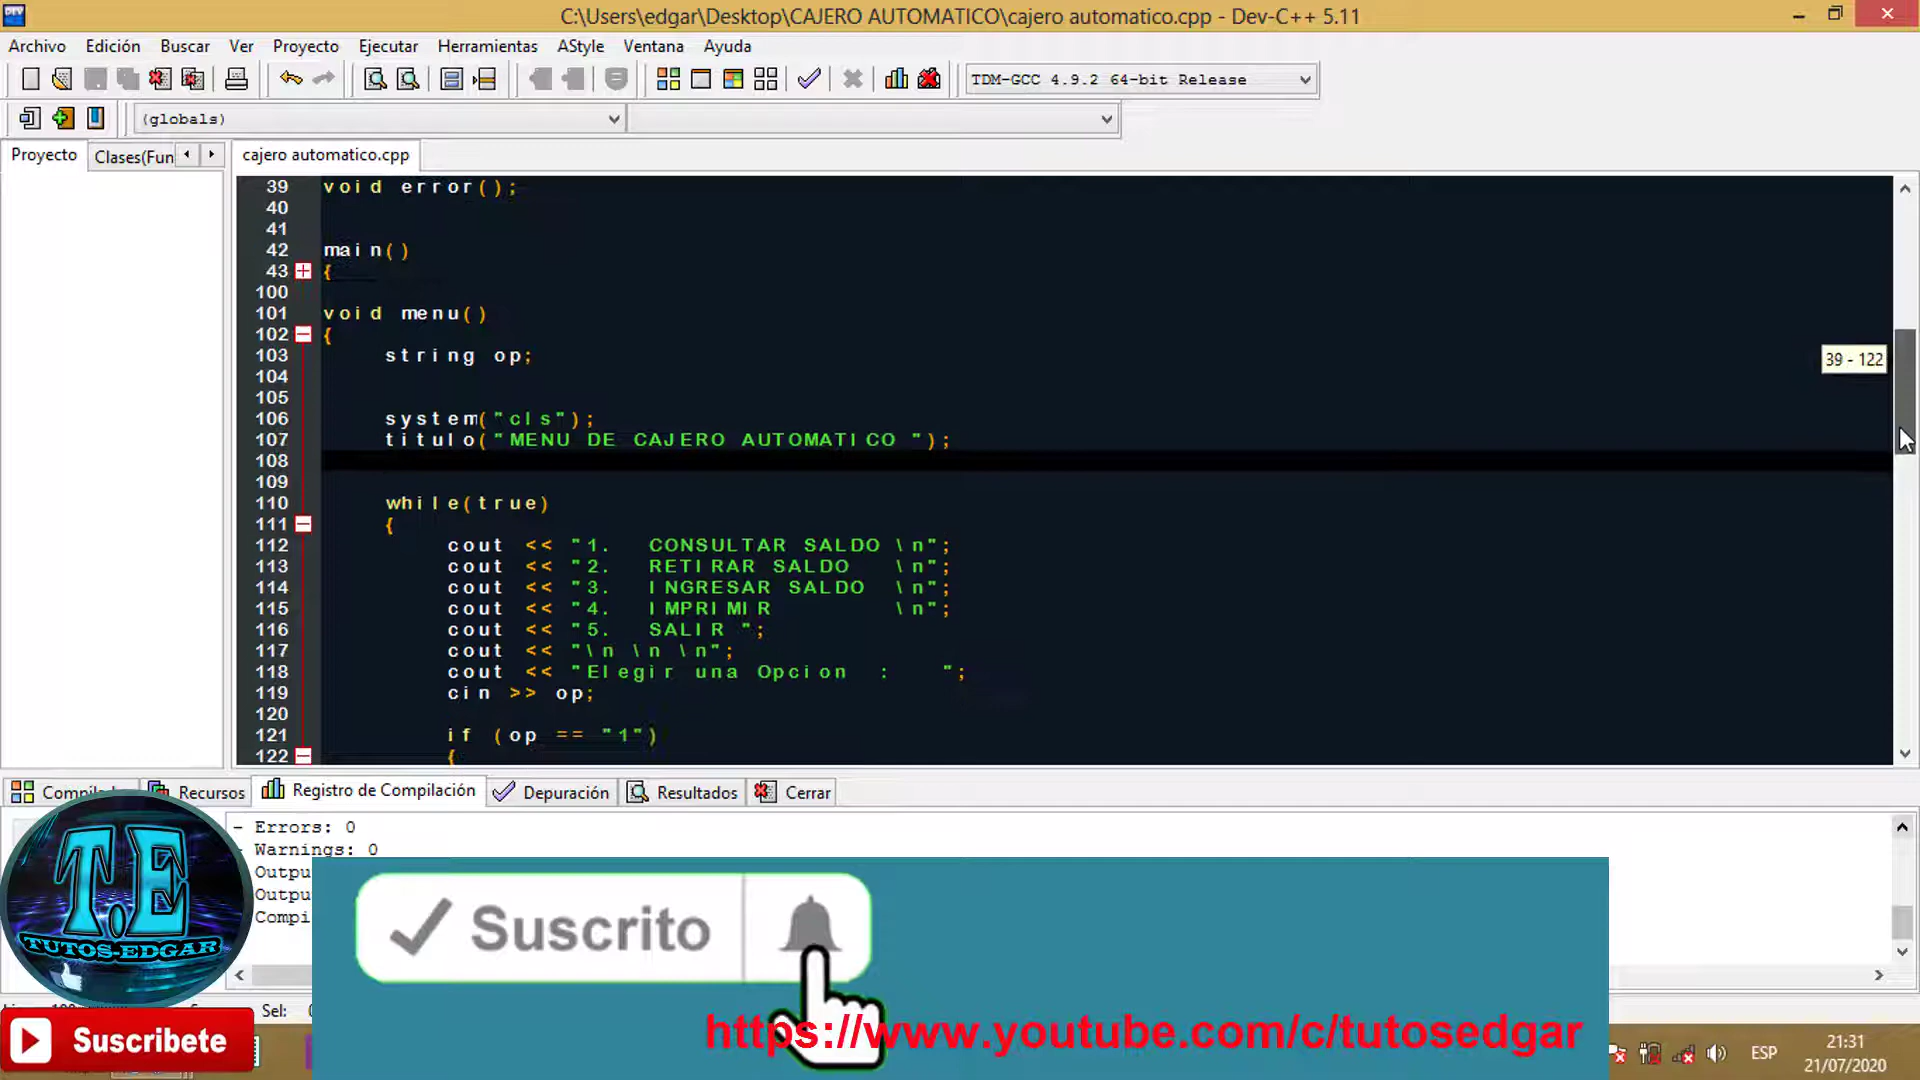 DEV
C:\Users\edgar\Desktop\CAJERO AUTOMATICO\cajero automatico.cpp - Dev-C++ 5.11
Archivo Edición Buscar Ver Proyecto Ejecutar Herramientas AStyle Ventana Ayuda
TDM-GCC 4.9.2 64-bit Release
(globals)
Proyecto Clases(Fun cajero automatico.cpp
39 void error();
40
41
42 main()
43 {
100
101 void menu()
102 {
103 string op;
104
105
106 system("cls");
107 titulo("MENU DE CAJERO AUTOMATICO ");
108
109
110 while(true)
111 {
112 cout << "1.   CONSULTAR SALDO \n";
113 cout << "2.   RETIRAR SALDO   \n";
114 cout << "3.   INGRESAR SALDO  \n";
115 cout << "4.   IMPRIMIR        \n";
116 cout << "5.   SALIR ";
117 cout << "\n \n \n";
118 cout << "Elegir una Opcion  :    ";
119 cin >> op;
120
121 if (op == "1")
122 {
39 - 122
Recursos Registro de Compilación Depuración Resultados Cerrar
- Errors: 0
- Warnings: 0
Sel:
T.E
TUTOS-EDGAR
Suscrito
Suscribete
https://www.youtube.com/c/tutosedgar
ESP
21:31
21/07/2020